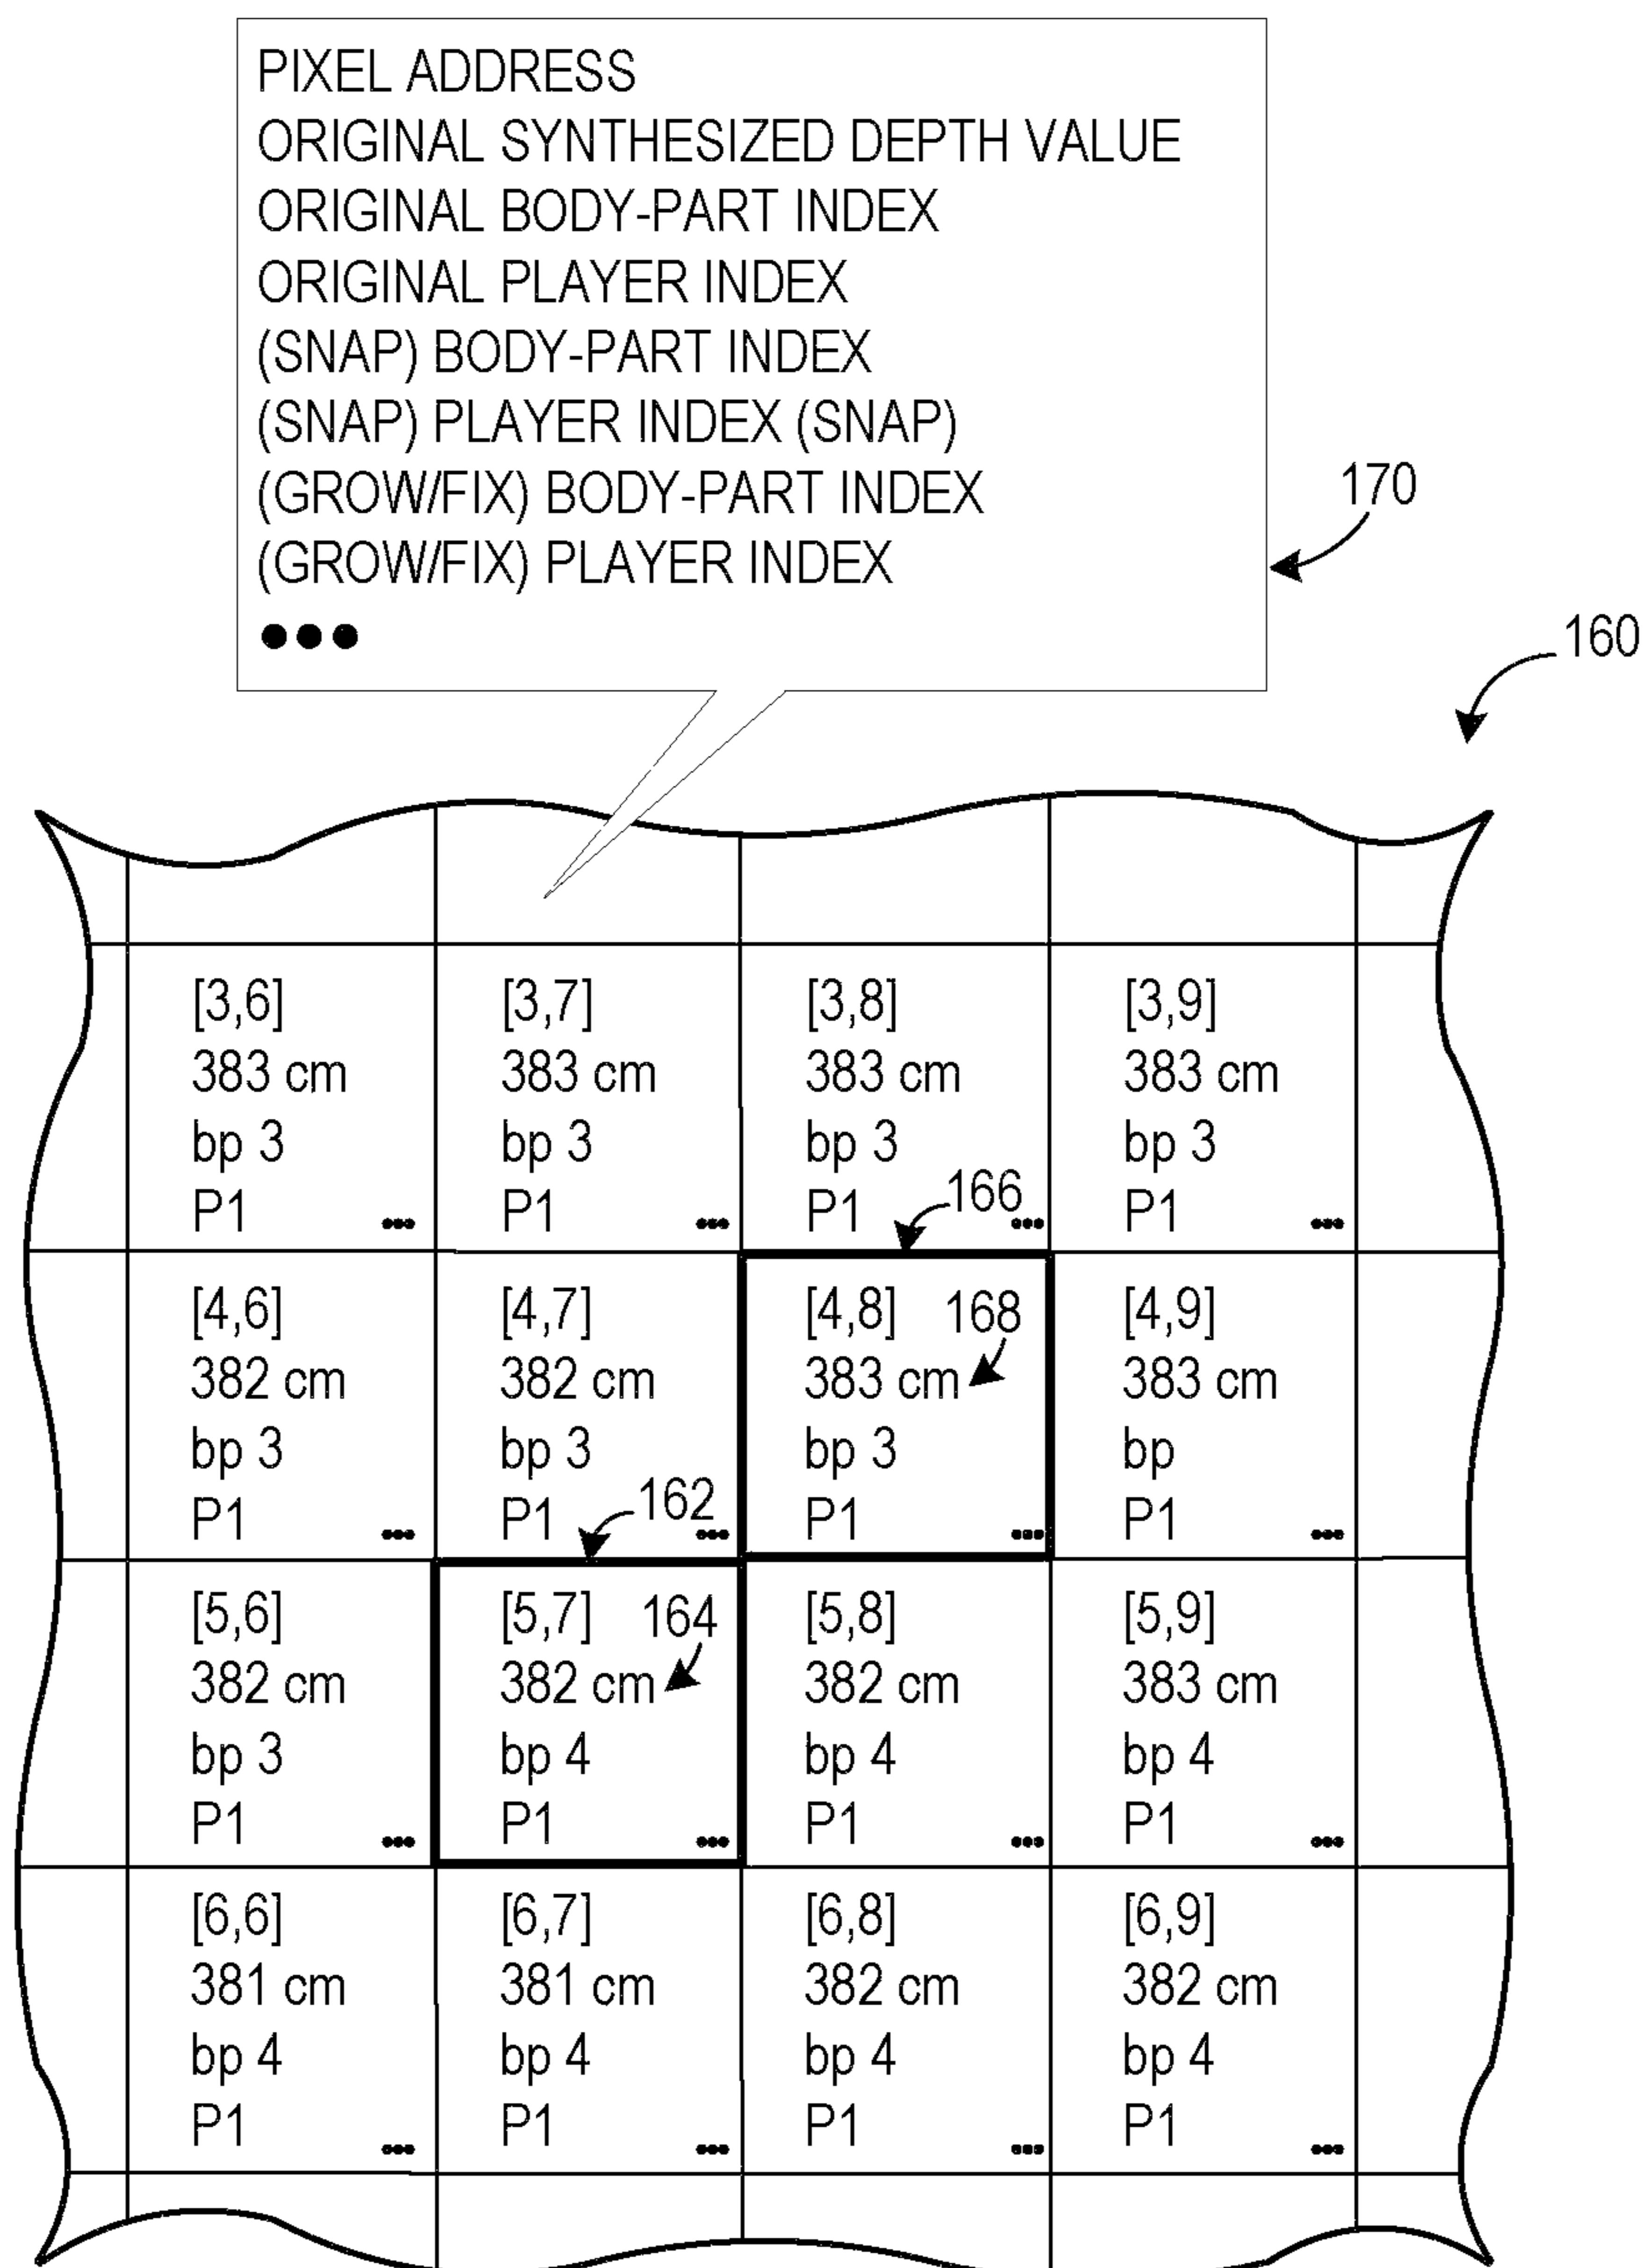 PIXEL ADDRESS
ORIGINAL SYNTHESIZED DEPTH VALUE
ORIGINAL BODY-PART INDEX
ORIGINAL PLAYER INDEX
(SNAP) BODY-PART INDEX
(SNAP) PLAYER INDEX (SNAP)
(GROW/FIX) BODY-PART INDEX
(GROW/FIX) PLAYER INDEX
●●●
170
160
[3,6] [3,7] [3,8] [3,9]
383 cm 383 cm 383 cm 383 cm
bp 3 bp 3 bp 3 bp 3
166
P1 ••• P1 ••• P1 ••• P1 •••
[4,6] [4,7] [4,8] 168 [4,9]
382 cm 382 cm 383 cm 383 cm
bp 3 bp 3 bp 3 bp
162
P1 ••• P1 ••• P1 ••• P1 •••
[5,6] [5,7] 164 [5,8] [5,9]
382 cm 382 cm 382 cm 383 cm
bp 3 bp 4 bp 4 bp 4
P1 ••• P1 ••• P1 ••• P1 •••
[6,6] [6,7] [6,8] [6,9]
381 cm 381 cm 382 cm 382 cm
bp 4 bp 4 bp 4 bp 4
P1 ••• P1 ••• P1 ••• P1 •••